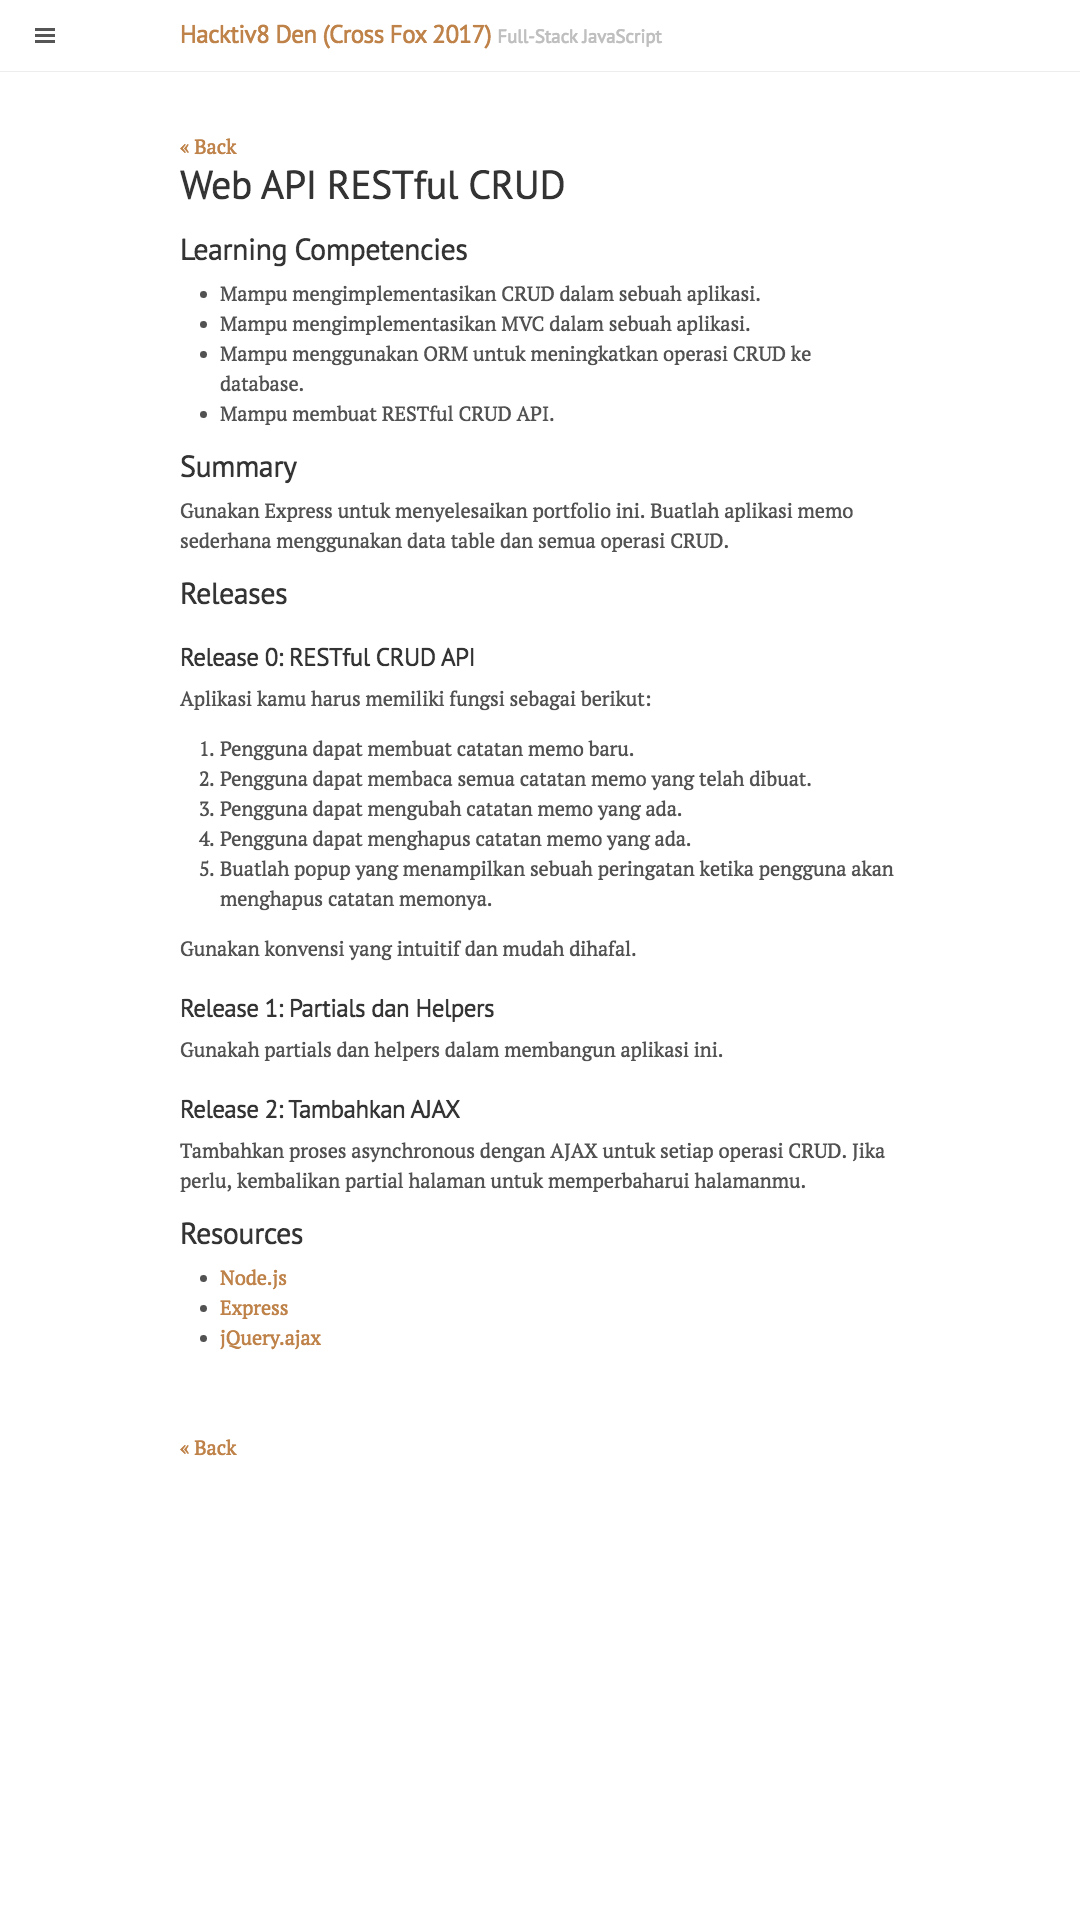 Hacktiv8 Den (Cross Fox 2017) Full-Stack JavaScript
« Back
Web API RESTful CRUD
Learning Competencies
• Mampu mengimplementasikan CRUD dalam sebuah aplikasi.
• Mampu mengimplementasikan MVC dalam sebuah aplikasi.
• Mampu menggunakan ORM untuk meningkatkan operasi CRUD ke
database.
• Mampu membuat RESTful CRUD API.
Summary
Gunakan Express untuk menyelesaikan portfolio ini. Buatlah aplikasi memo
sederhana menggunakan data table dan semua operasi CRUD.
Releases
Release 0: RESTful CRUD API
Aplikasi kamu harus memiliki fungsi sebagai berikut:
1. Pengguna dapat membuat catatan memo baru.
2. Pengguna dapat membaca semua catatan memo yang telah dibuat.
3. Pengguna dapat mengubah catatan memo yang ada.
4. Pengguna dapat menghapus catatan memo yang ada.
5. Buatlah popup yang menampilkan sebuah peringatan ketika pengguna akan
menghapus catatan memonya.
Gunakan konvensi yang intuitif dan mudah dihafal.
Release 1: Partials dan Helpers
Gunakah partials dan helpers dalam membangun aplikasi ini.
Release 2: Tambahkan AJAX
Tambahkan proses asynchronous dengan AJAX untuk setiap operasi CRUD. Jika
perlu, kembalikan partial halaman untuk memperbaharui halamanmu.
Resources
• Node.js
• Express
• jQuery.ajax
« Back